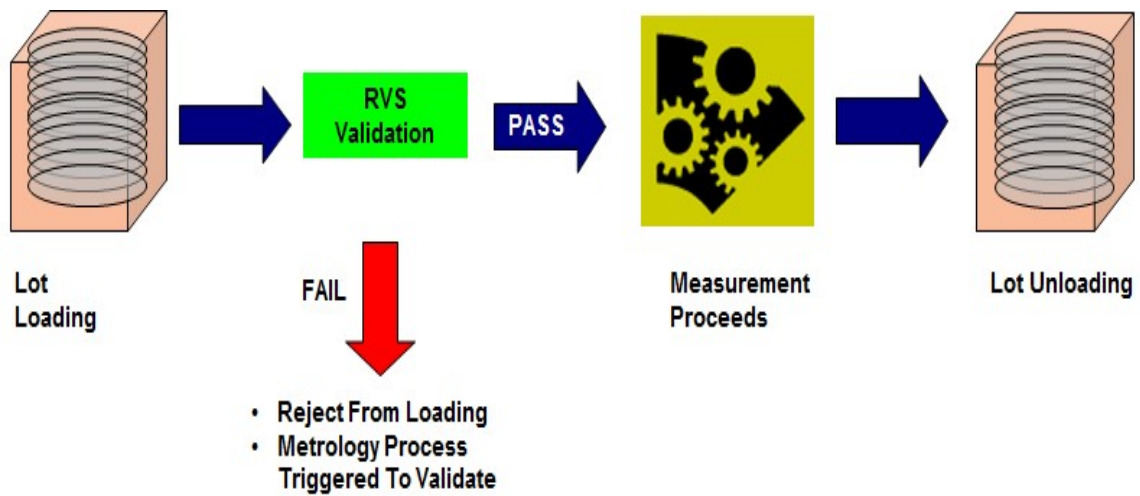 RVS
Validation
PASS
FAIL
Lot
Loading
Measurement
Proceeds
Lot Unloading
• Reject From Loading
• Metrology Process
Triggered To Validate